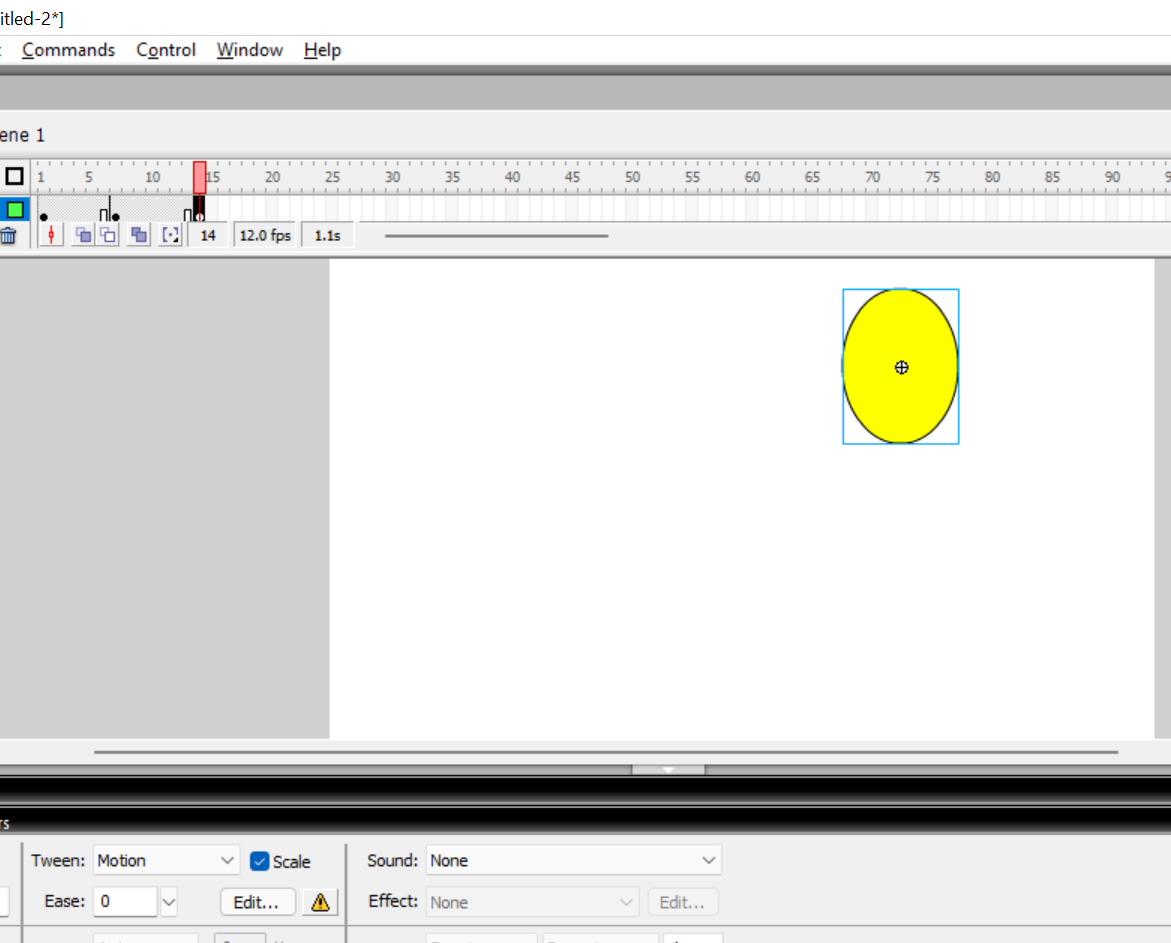 itled-2*]
Commands Control Window Help
ene 1
1 5 10 15 20 25 30 35 40 45 50 55 60 65 70 75 80 85 90 9
14 12.0 fps 1.1s
rs
Tween: Motion Scale Sound: None
Ease: 0 Edit... Effect: None Edit...